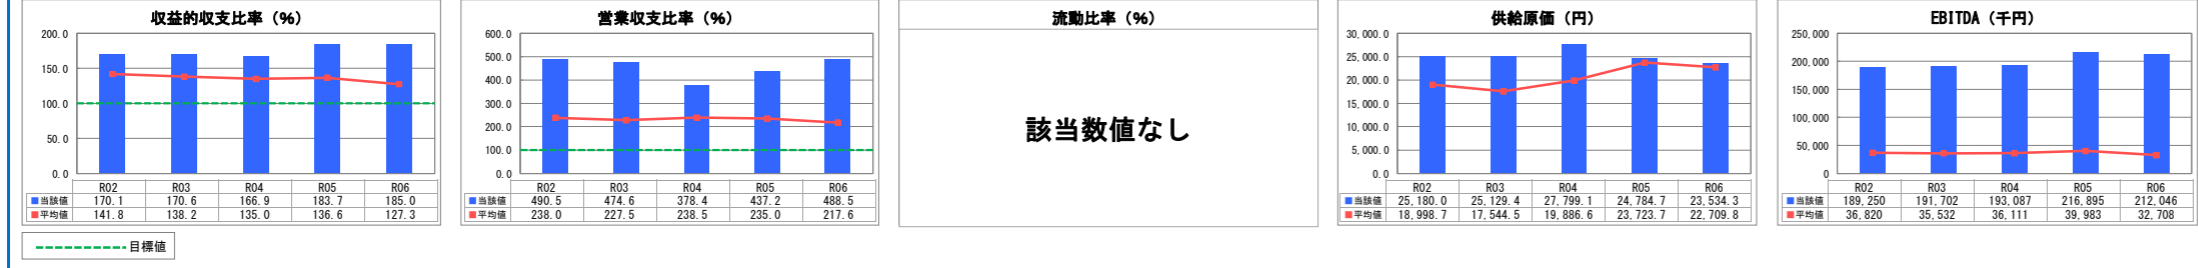 収益的収支比率（%）
200.0
150.0
100.0
50.0
0.0
R02 R03 R04 R05 R06
当該値 170.1 170.6 166.9 183.7 185.0
平均値 141.8 138.2 135.0 136.6 127.3
目標値
営業収支比率（%）
600.0
500.0
400.0
300.0
200.0
100.0
0.0
R02 R03 R04 R05 R06
当該値 490.5 474.6 378.4 437.2 488.5
平均値 238.0 227.5 238.5 235.0 217.6
流動比率（%）
該当数値なし
供給原価（円）
30,000.0
25,000.0
20,000.0
15,000.0
10,000.0
5,000.0
0.0
R02 R03 R04 R05 R06
当該値 25,180.0 25,129.4 27,799.1 24,784.7 23,534.3
平均値 18,998.7 17,544.5 19,886.6 23,723.7 22,709.8
EBITDA（千円）
250,000
200,000
150,000
100,000
50,000
0
R02 R03 R04 R05 R06
当該値 189,250 191,702 193,087 216,895 212,046
平均値 36,820 35,532 36,111 39,983 32,708